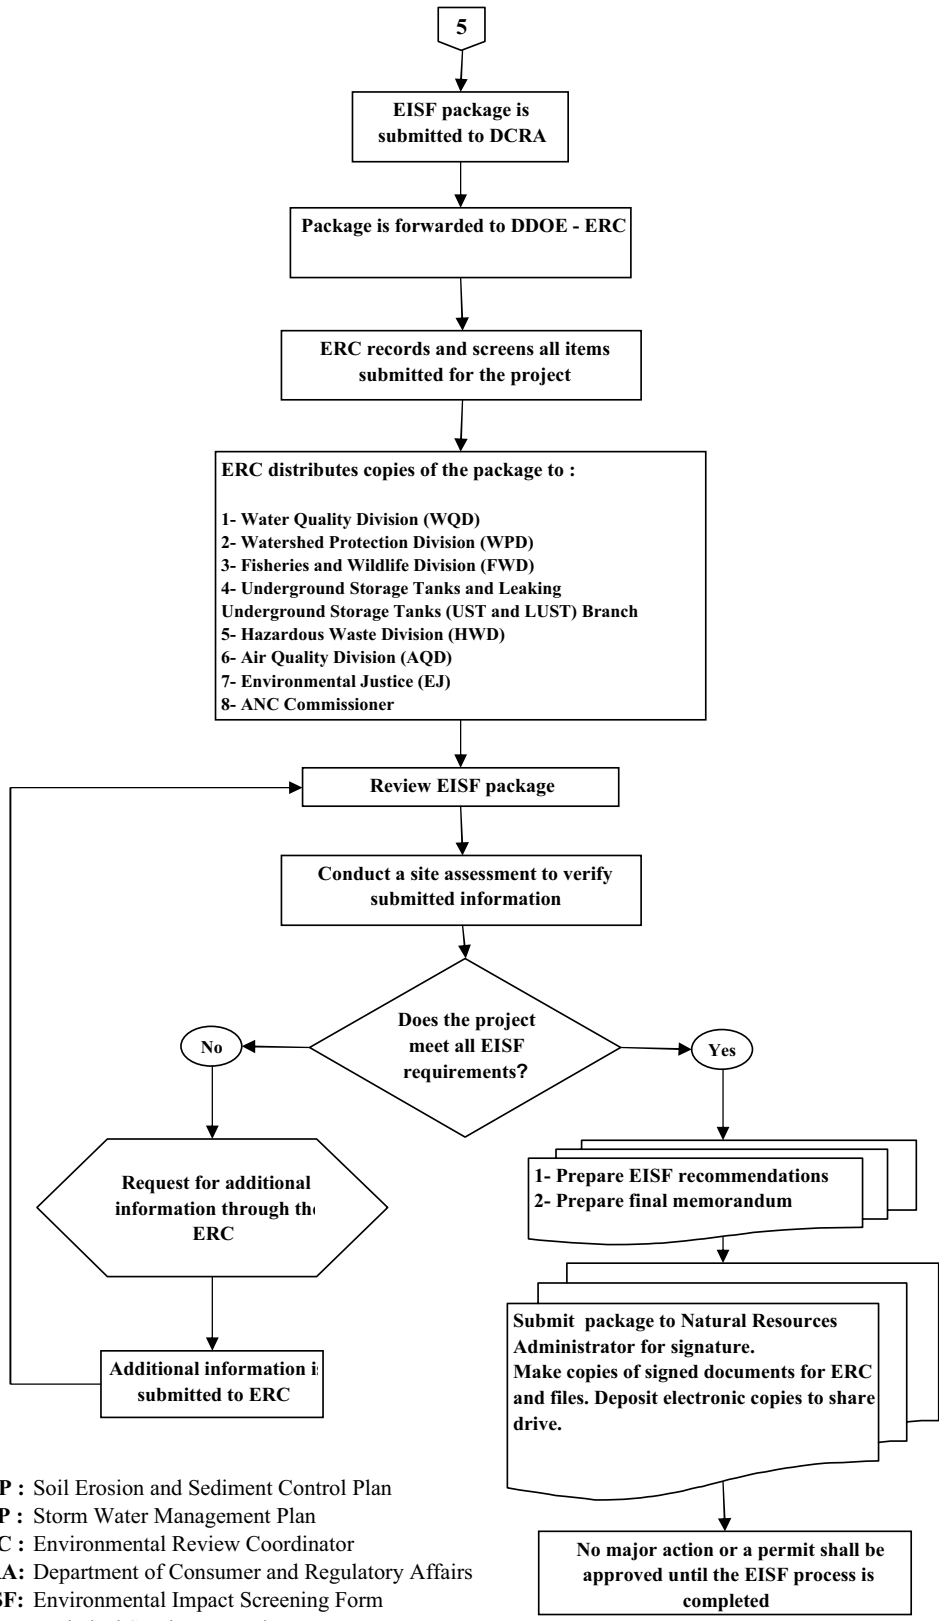 5
EISF package is
submitted to DCRA
Package is forwarded to DDOE - ERC
ERC records and screens all items
submitted for the project
ERC distributes copies of the package to :
1- Water Quality Division (WQD)
2- Watershed Protection Division (WPD)
3- Fisheries and Wildlife Division (FWD)
4- Underground Storage Tanks and Leaking
Underground Storage Tanks (UST and LUST) Branch
5- Hazardous Waste Division (HWD)
6- Air Quality Division (AQD)
7- Environmental Justice (EJ)
8- ANC Commissioner
Review EISF package
Conduct a site assessment to verify
submitted information
Does the project
meet all EISF
requirements?
No
Yes
Request for additional
information through
ERC
Additional information
submitted to ERC
1- Prepare EISF recommendations
2- Prepare final memorandum
Submit package to Natural Resources
Administrator for signature.
Make copies of signed documents for ERC
and files. Deposit electronic copies to share
drive.
No major action or a permit shall be
approved until the EISF process is
completed
P : Soil Erosion and Sediment Control Plan
P : Storm Water Management Plan
C : Environmental Review Coordinator
A: Department of Consumer and Regulatory Affairs
SF: Environmental Impact Screening Form